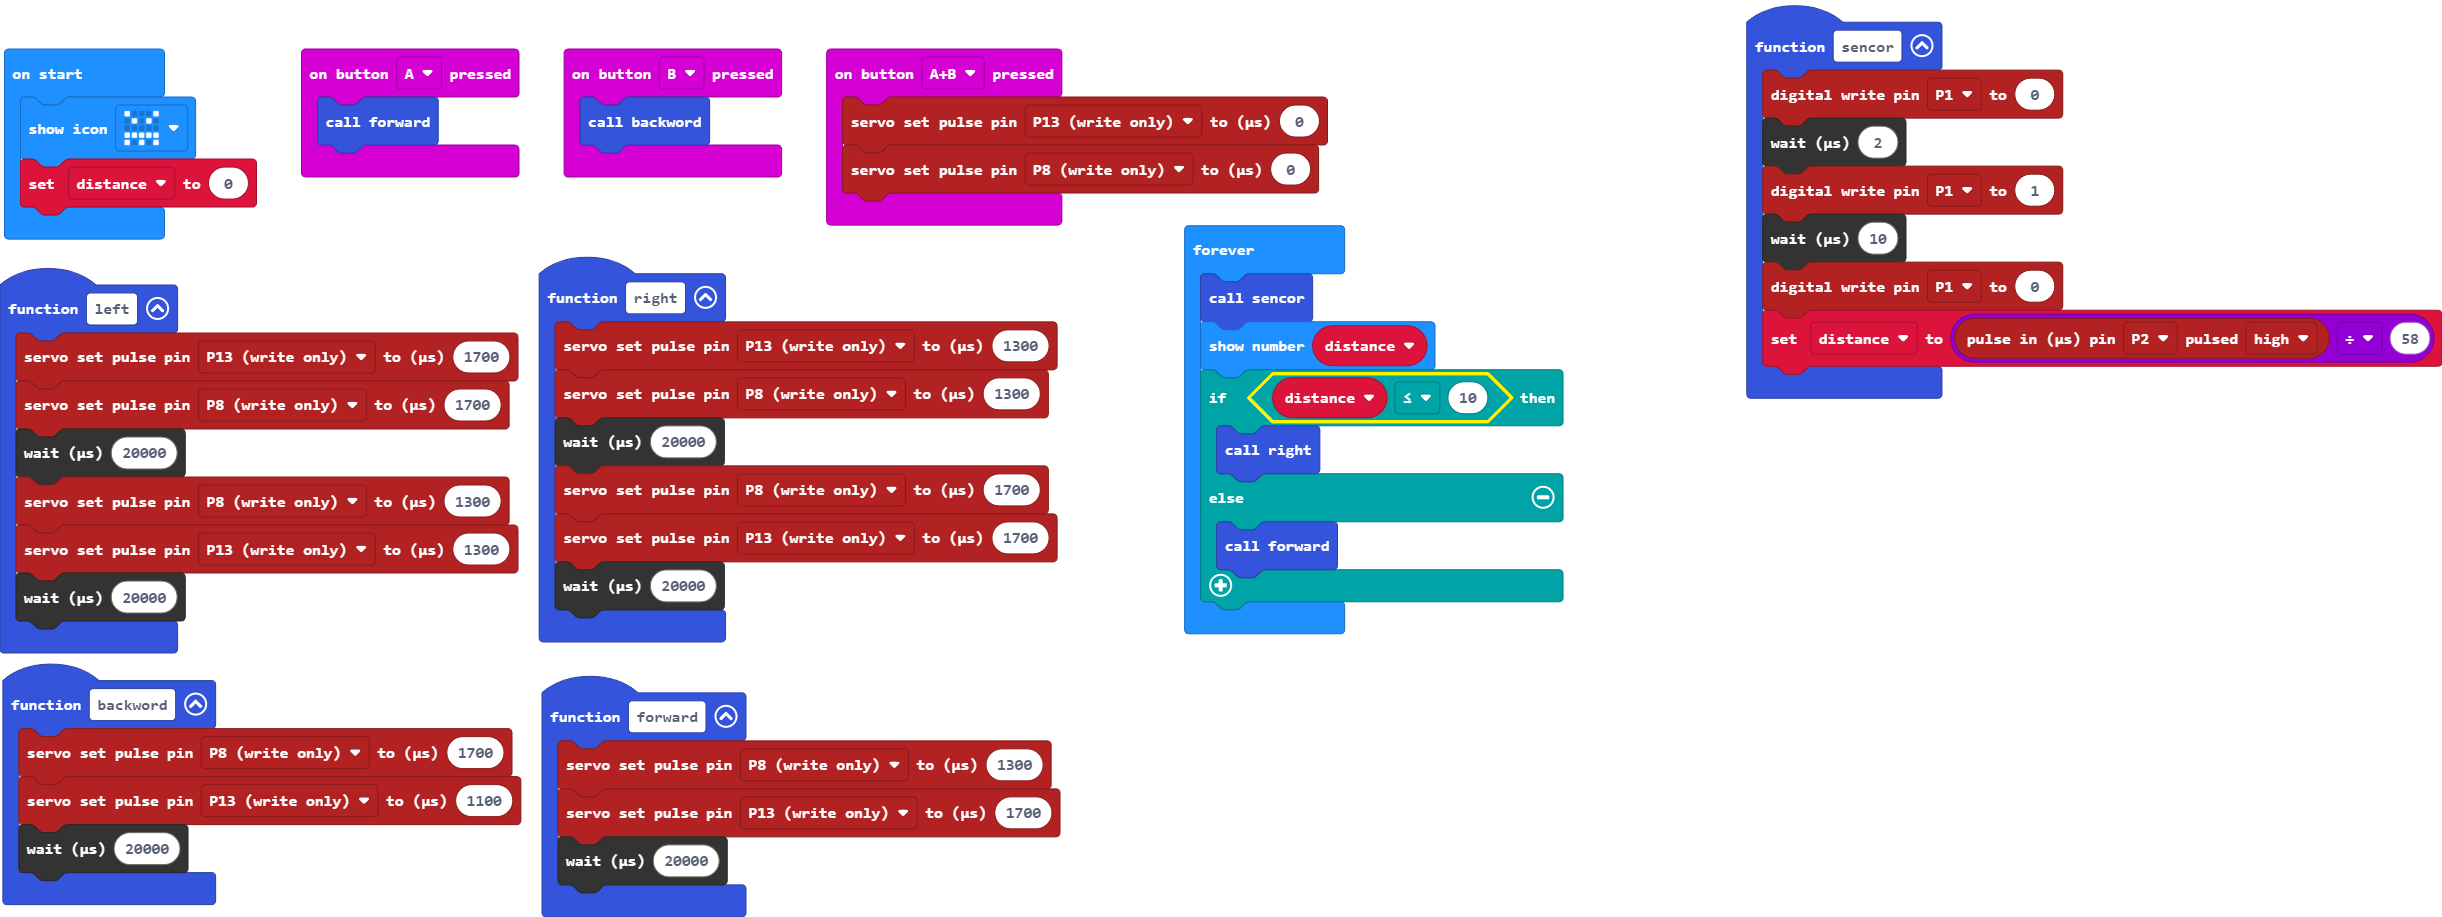 on start
show icon
set distance to 0
on button A pressed
call forward
on button B pressed
call backword
on button A+B pressed
servo set pulse pin P13 (write only) to (µs) 0
servo set pulse pin P8 (write only) to (µs) 0
function sencor
digital write pin P1 to 0
wait (µs) 2
digital write pin P1 to 1
wait (µs) 10
digital write pin P1 to 0
set distance to pulse in (µs) pin P2 pulsed high ÷ 58
function left
servo set pulse pin P13 (write only) to (µs) 1700
servo set pulse pin P8 (write only) to (µs) 1700
wait (µs) 20000
servo set pulse pin P8 (write only) to (µs) 1300
servo set pulse pin P13 (write only) to (µs) 1300
wait (µs) 20000
function right
servo set pulse pin P13 (write only) to (µs) 1300
servo set pulse pin P8 (write only) to (µs) 1300
wait (µs) 20000
servo set pulse pin P8 (write only) to (µs) 1700
servo set pulse pin P13 (write only) to (µs) 1700
wait (µs) 20000
forever
call sencor
show number distance
if distance ≤ 10 then
call right
else
call forward
function backword
servo set pulse pin P8 (write only) to (µs) 1700
servo set pulse pin P13 (write only) to (µs) 1100
wait (µs) 20000
function forward
servo set pulse pin P8 (write only) to (µs) 1300
servo set pulse pin P13 (write only) to (µs) 1700
wait (µs) 20000